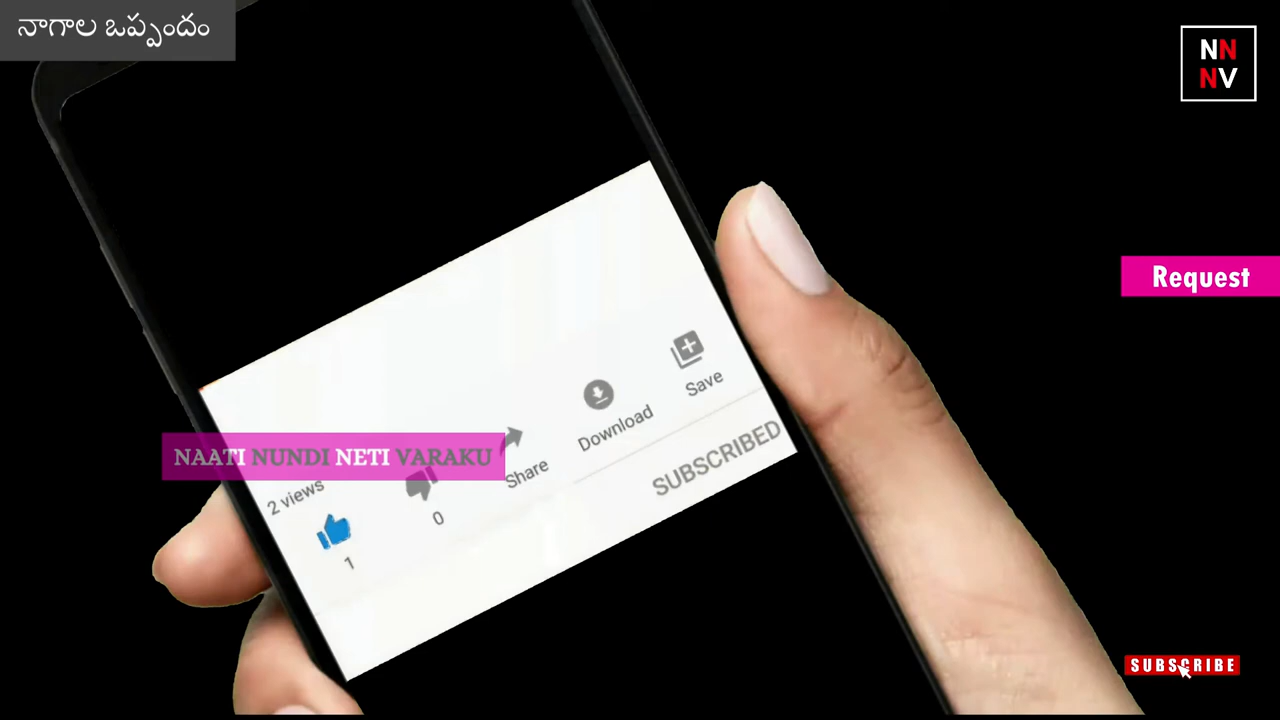 నాగాల ఒప్పందం
NN
NV
Request
Save
Download
Share
SUBSCRIBED
NAATI NUNDI NETI VARAKU
2 views
0
1
SUBSCRIBE